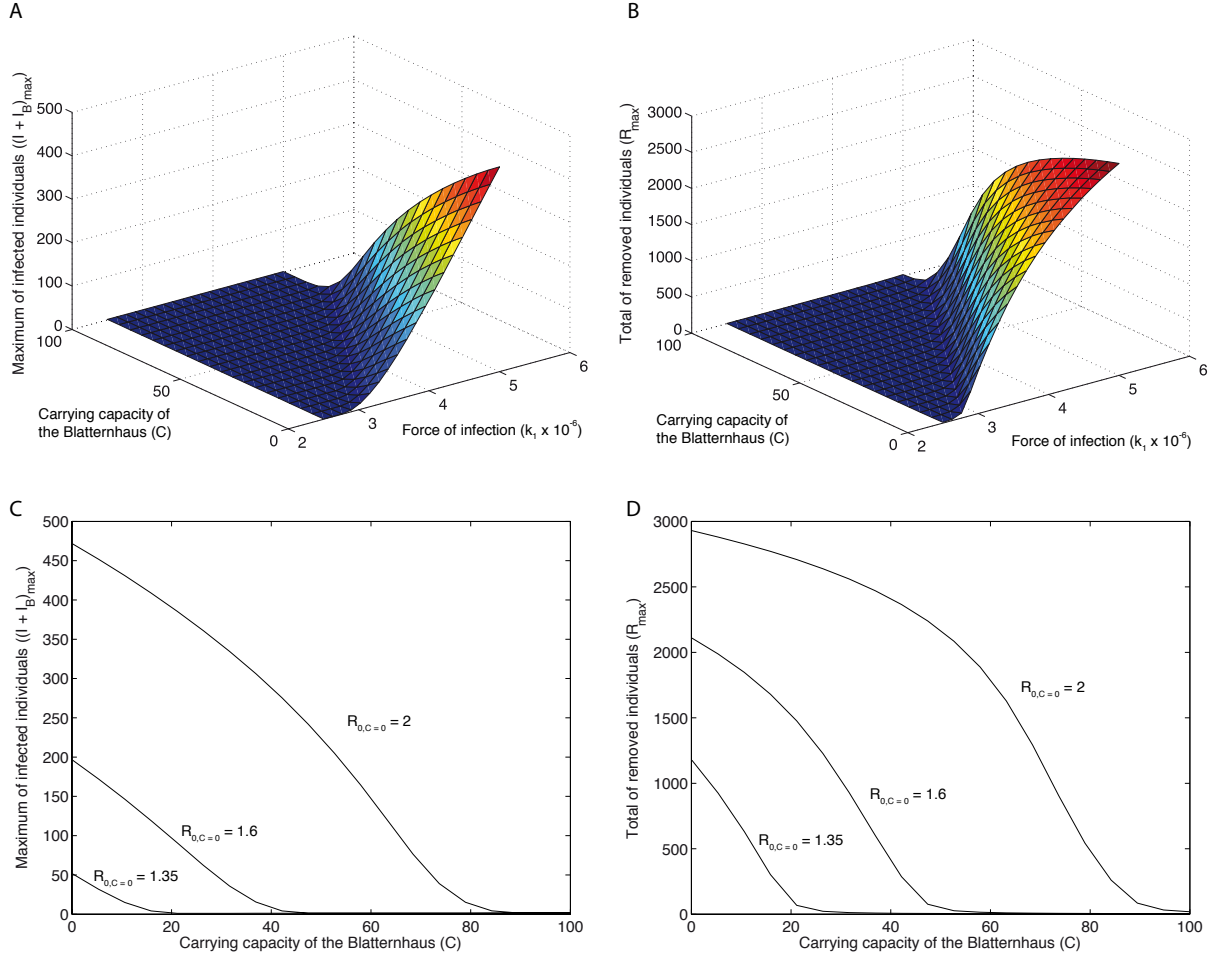 A
Maximum of infected individuals ((I + I_B)_max)
500
400
300
200
100
0
100
50
0
Carrying capacity of
the Blatternhaus (C)
2
3
4
5
6
Force of infection (k_1 x 10^-6)
B
Total of removed individuals (R_max)
3000
2500
2000
1500
1000
500
0
100
50
0
Carrying capacity of
the Blatternhaus (C)
2
3
4
5
6
Force of infection (k_1 x 10^-6)
C
Maximum of infected individuals ((I + I_B)_max)
500
450
400
350
300
250
200
150
100
50
0
R_0,C = 0 = 2
R_0,C = 0 = 1.6
R_0,C = 0 = 1.35
0 20 40 60 80 100
Carrying capacity of the Blatternhaus (C)
D
Total of removed individuals (R_max)
3000
2500
2000
1500
1000
500
0
R_0,C = 0 = 2
R_0,C = 0 = 1.6
R_0,C = 0 = 1.35
0 20 40 60 80 100
Carrying capacity of the Blatternhaus (C)